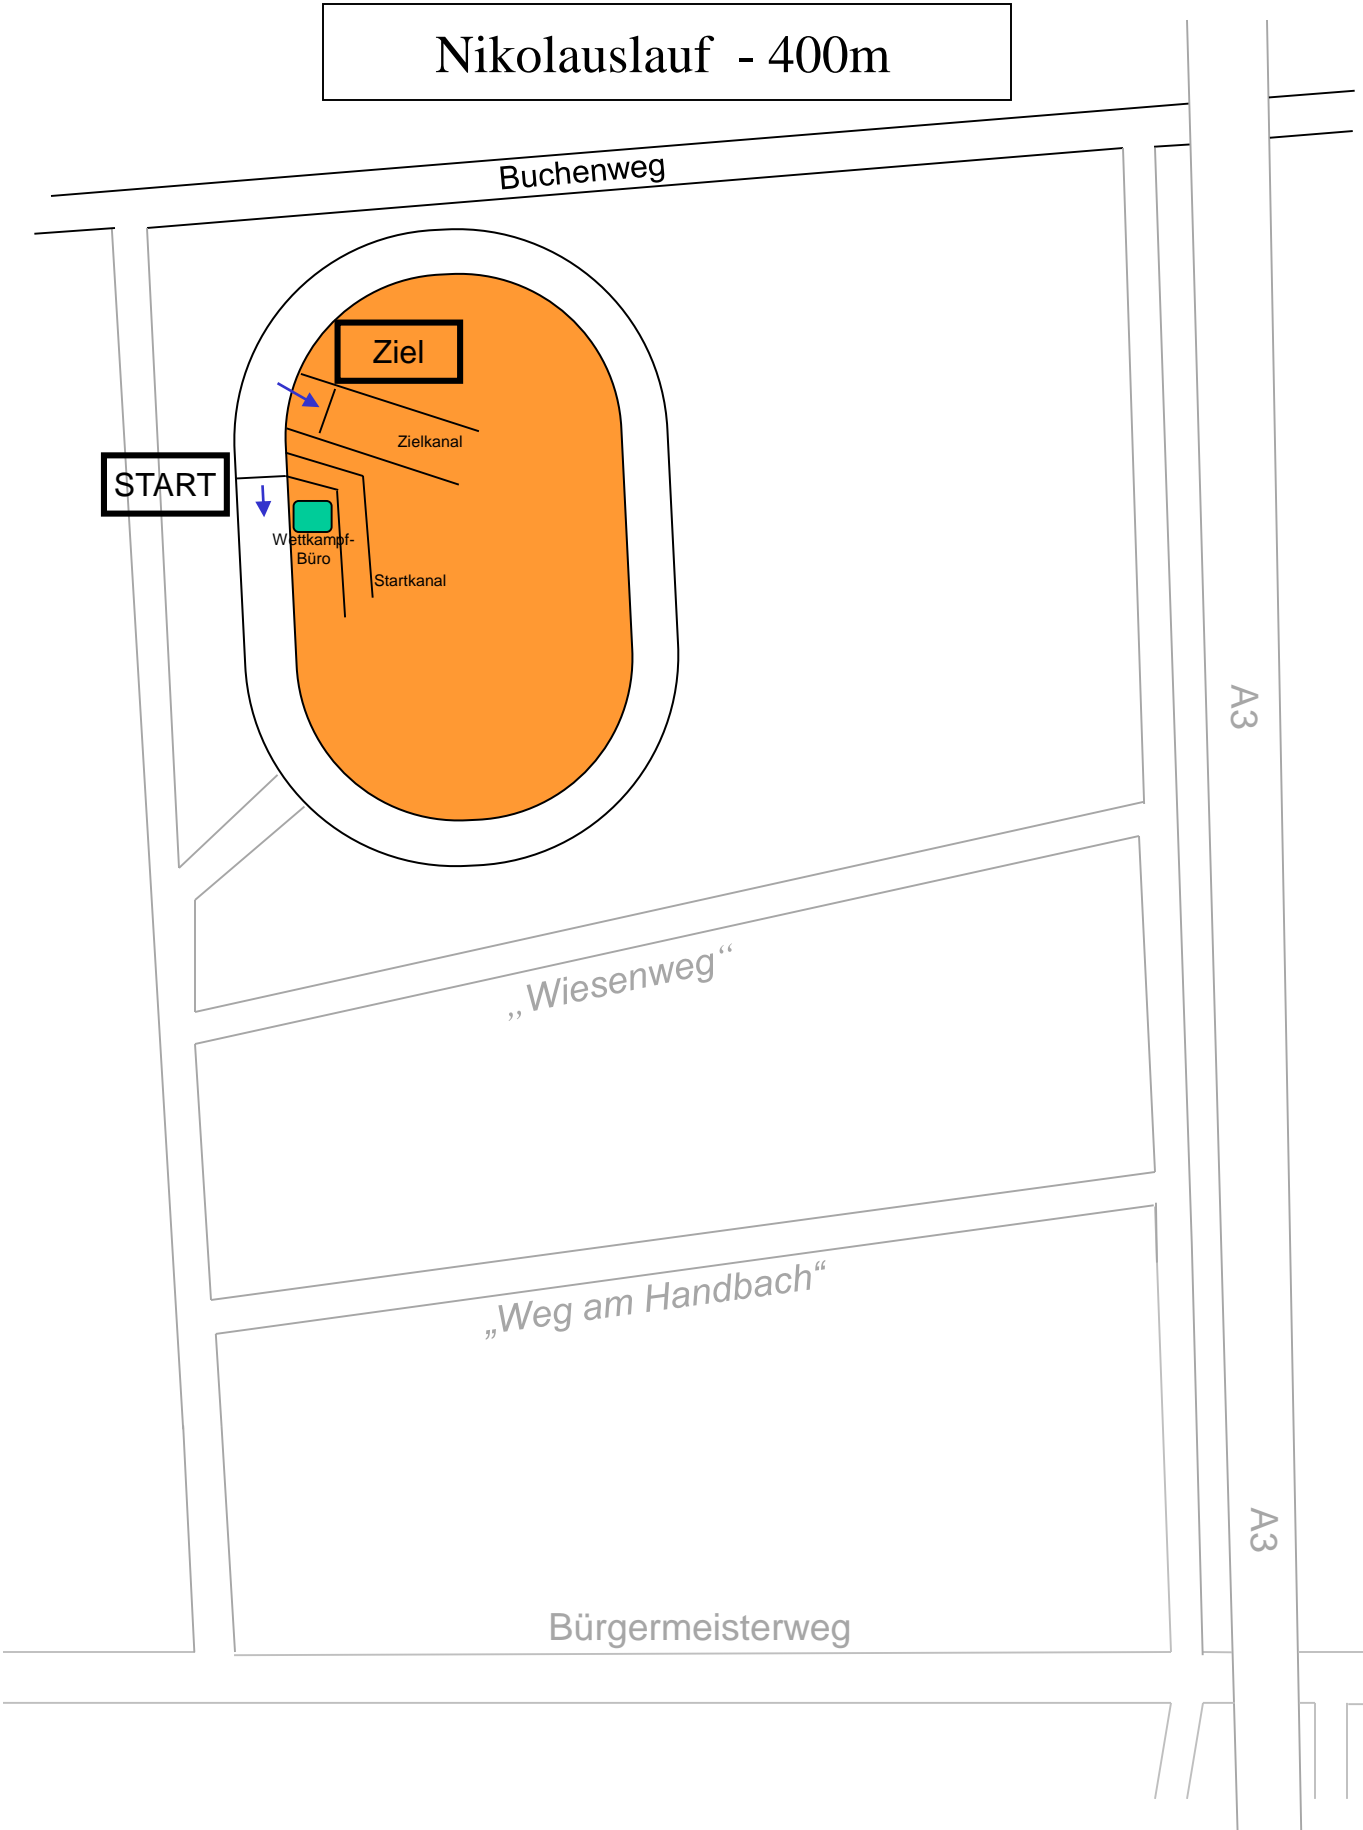 Nikolauslauf - 400m
Buchenweg
Ziel
Zielkanal
START
Wettkampf-
Büro
Startkanal
A3
„Wiesenweg“
„Weg am Handbach“
A3
Bürgermeisterweg